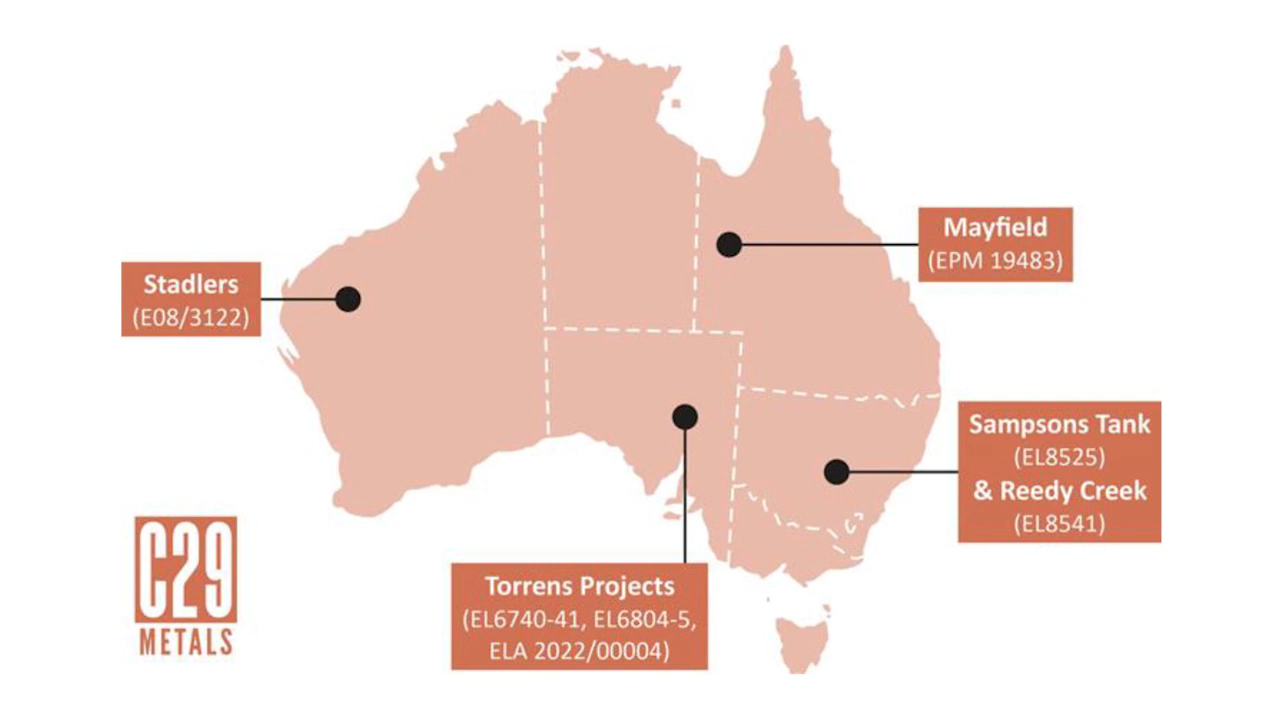 Mayfield
(EPM 19483)
Stadlers
(E08/3122)
Sampsons Tank
(EL8525)
& Reedy Creek
(EL8541)
Torrens Projects
(EL6740-41, EL6804-5,
ELA 2022/00004)
C29
METALS